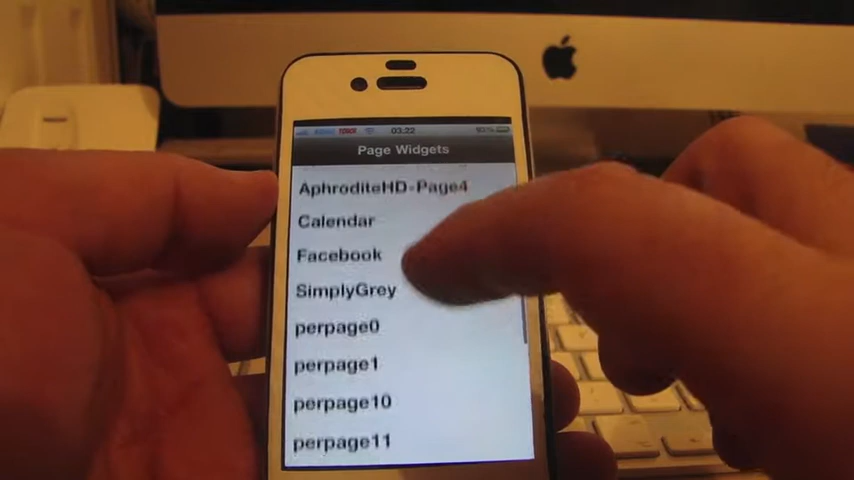 03.22
Page Widgets
AphroditeHD-Page4
Calendar
Facebook
SimplyGrey
perpage0
perpage1
perpage10
perpage11